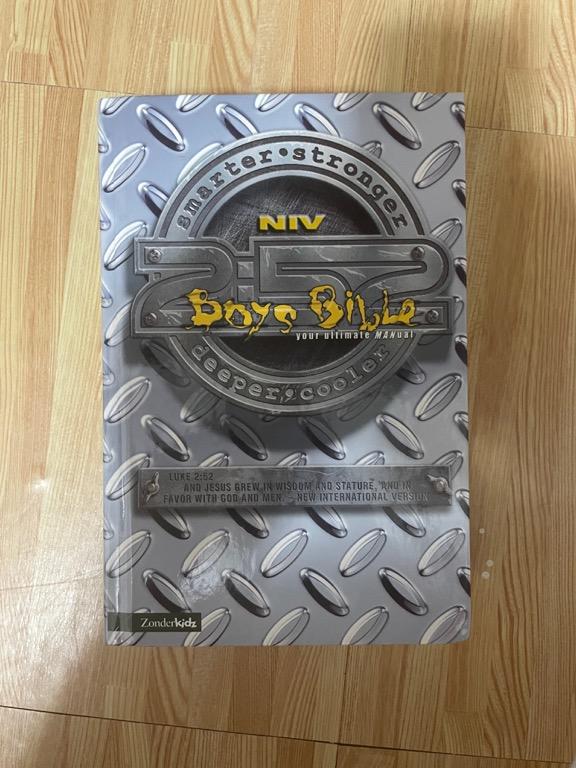 smarter • stronger
NIV
2:52
Boys Bible
your ultimate MANual
deeper • cooler
LUKE 2:52
AND JESUS GREW IN WISDOM AND STATURE, AND IN
FAVOR WITH GOD AND MEN. – NEW INTERNATIONAL VERSION
Zonderkidz